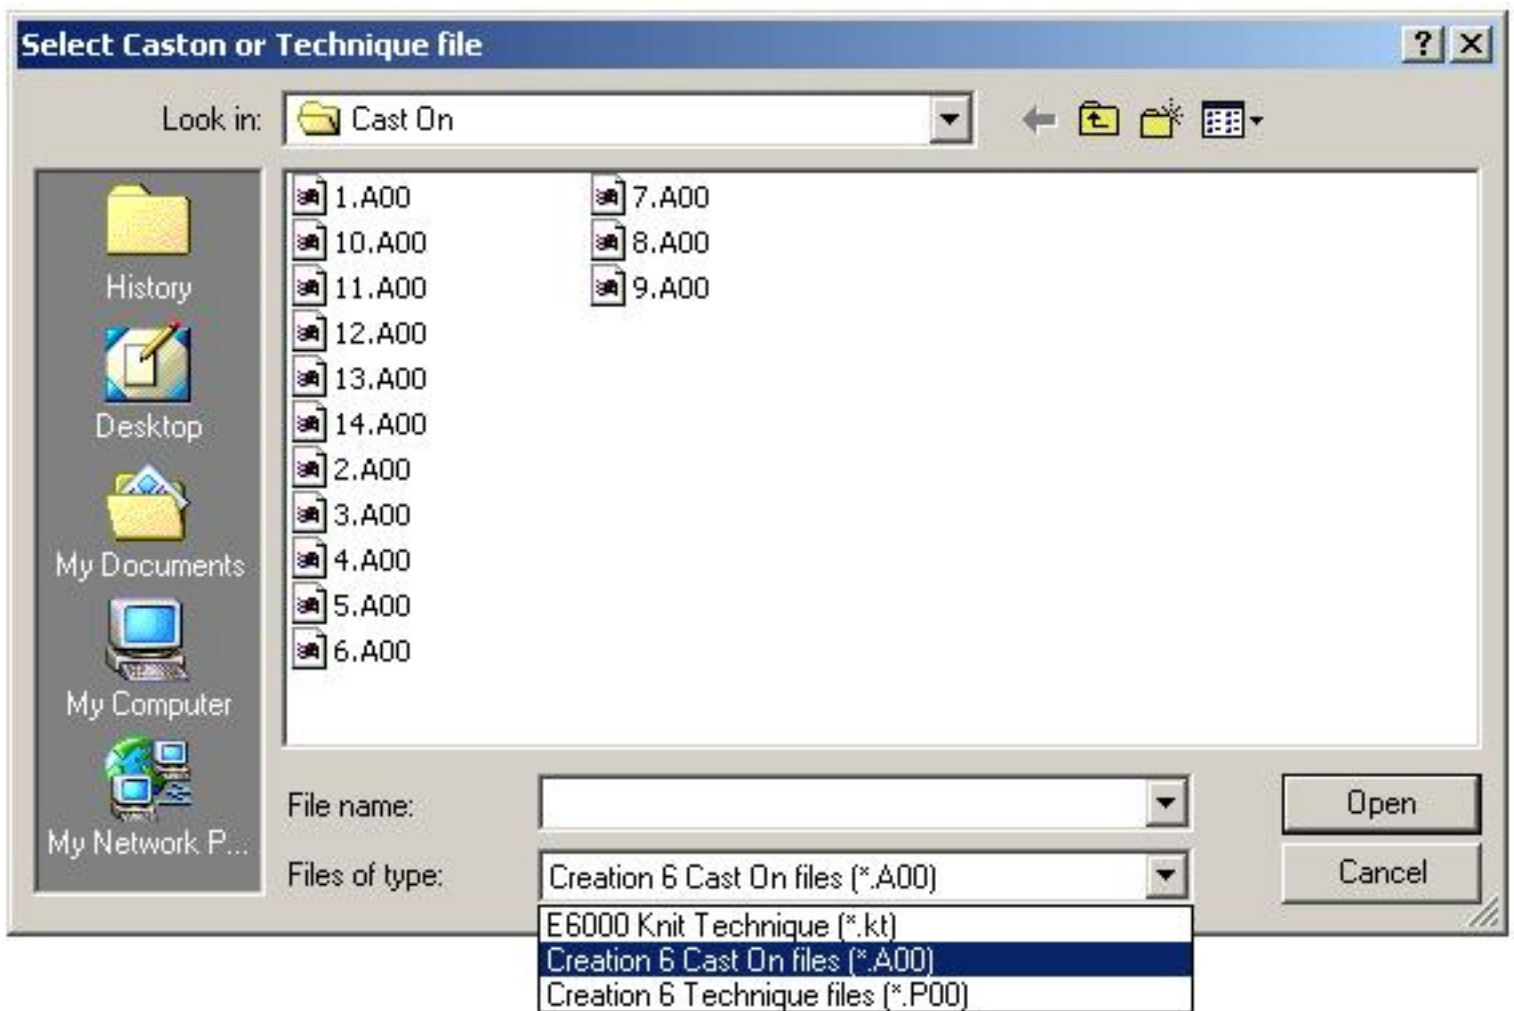 Select Caston or Technique file
Look in: Cast On
History
Desktop
My Documents
My Computer
My Network P...
1.A00
10.A00
11.A00
12.A00
13.A00
14.A00
2.A00
3.A00
4.A00
5.A00
6.A00
7.A00
8.A00
9.A00
File name:
Open
Files of type: Creation 6 Cast On files (*.A00)
Cancel
E6000 Knit Technique (*.kt)
Creation 6 Cast On files (*.A00)
Creation 6 Technique files (*.P00)